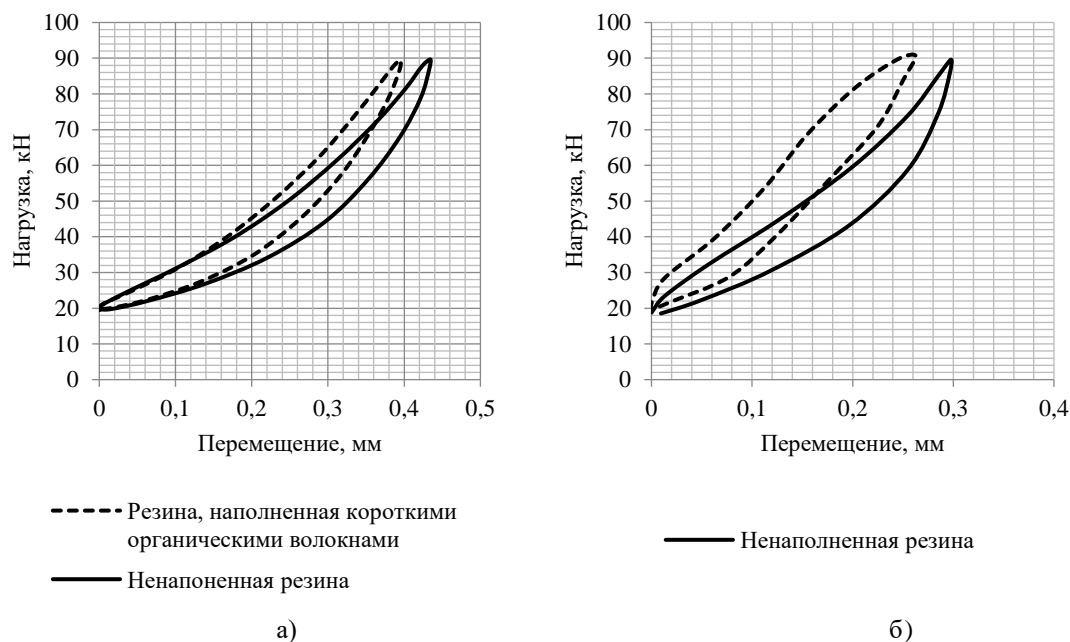 100
90
80
70
60
50
40
30
20
10
0
Нагрузка, кН
0 0,1 0,2 0,3 0,4 0,5
Перемещение, мм
Резина, наполненная короткими
органическими волокнами
Ненапоненная резина
а)
100
90
80
70
60
50
40
30
20
10
0
Нагрузка, кН
0 0,1 0,2 0,3 0,4
Перемещение, мм
Ненаполненная резина
б)